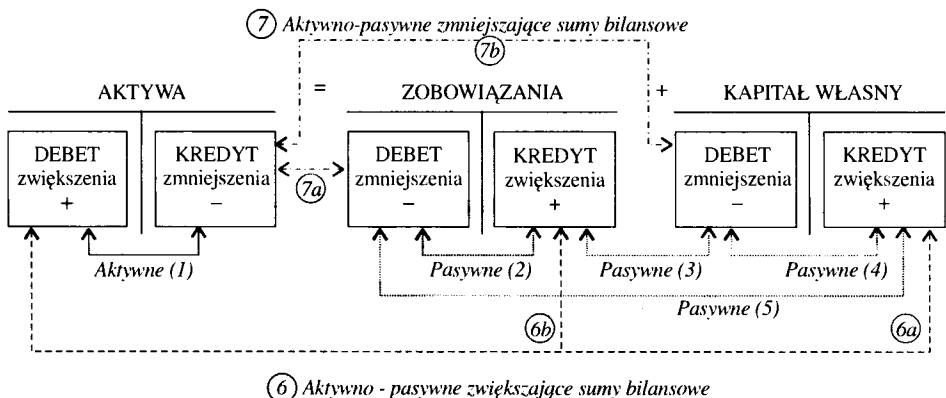 7 Aktywno-pasywne zmniejszające sumy bilansowe
7b
AKTYWA = ZOBOWIĄZANIA + KAPITAŁ WŁASNY
DEBET KREDYT DEBET KREDYT DEBET KREDYT
zwiększenia zmniejszenia zmniejszenia zwiększenia zmniejszenia zwiększenia
+ – – + – +
7a
Aktywne (1) Pasywne (2) Pasywne (3) Pasywne (4)
Pasywne (5)
6b 6a
6 Aktywno - pasywne zwiększające sumy bilansowe